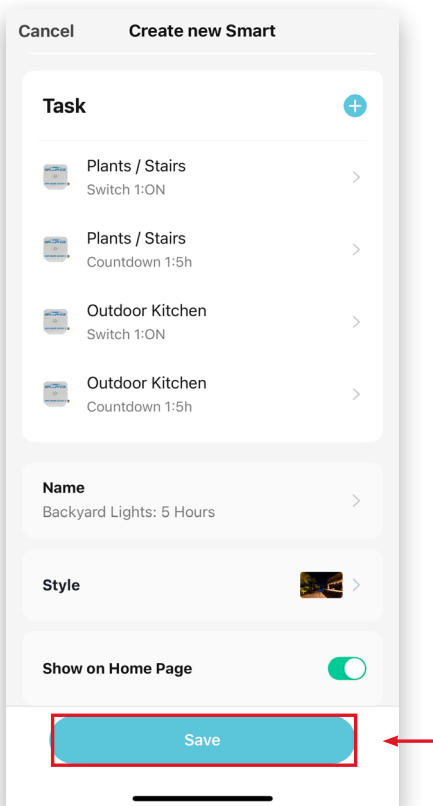 Cancel Create new Smart
Task
Plants / Stairs
Switch 1:ON
Plants / Stairs
Countdown 1:5h
Outdoor Kitchen
Switch 1:ON
Outdoor Kitchen
Countdown 1:5h
Name
Backyard Lights: 5 Hours
Style
Show on Home Page
Save